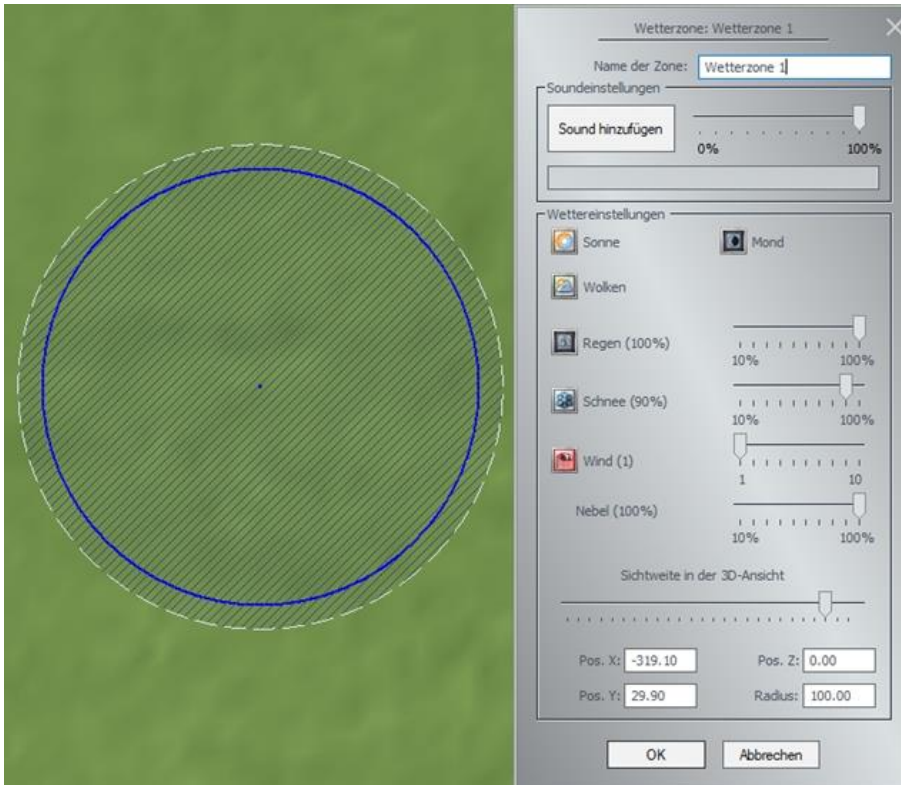 Wetterzone: Wetterzone 1
Name der Zone: Wetterzone 1
Soundeinstellungen
Sound hinzufügen
0% 100%
Wettereinstellungen
Sonne Mond
Wolken
Regen (100%)
10% 100%
Schnee (90%)
10% 100%
Wind (1)
1 10
Nebel (100%)
10% 100%
Sichtweite in der 3D-Ansicht
Pos. X: -319.10 Pos. Z: 0.00
Pos. Y: 29.90 Radius: 100.00
OK Abbrechen